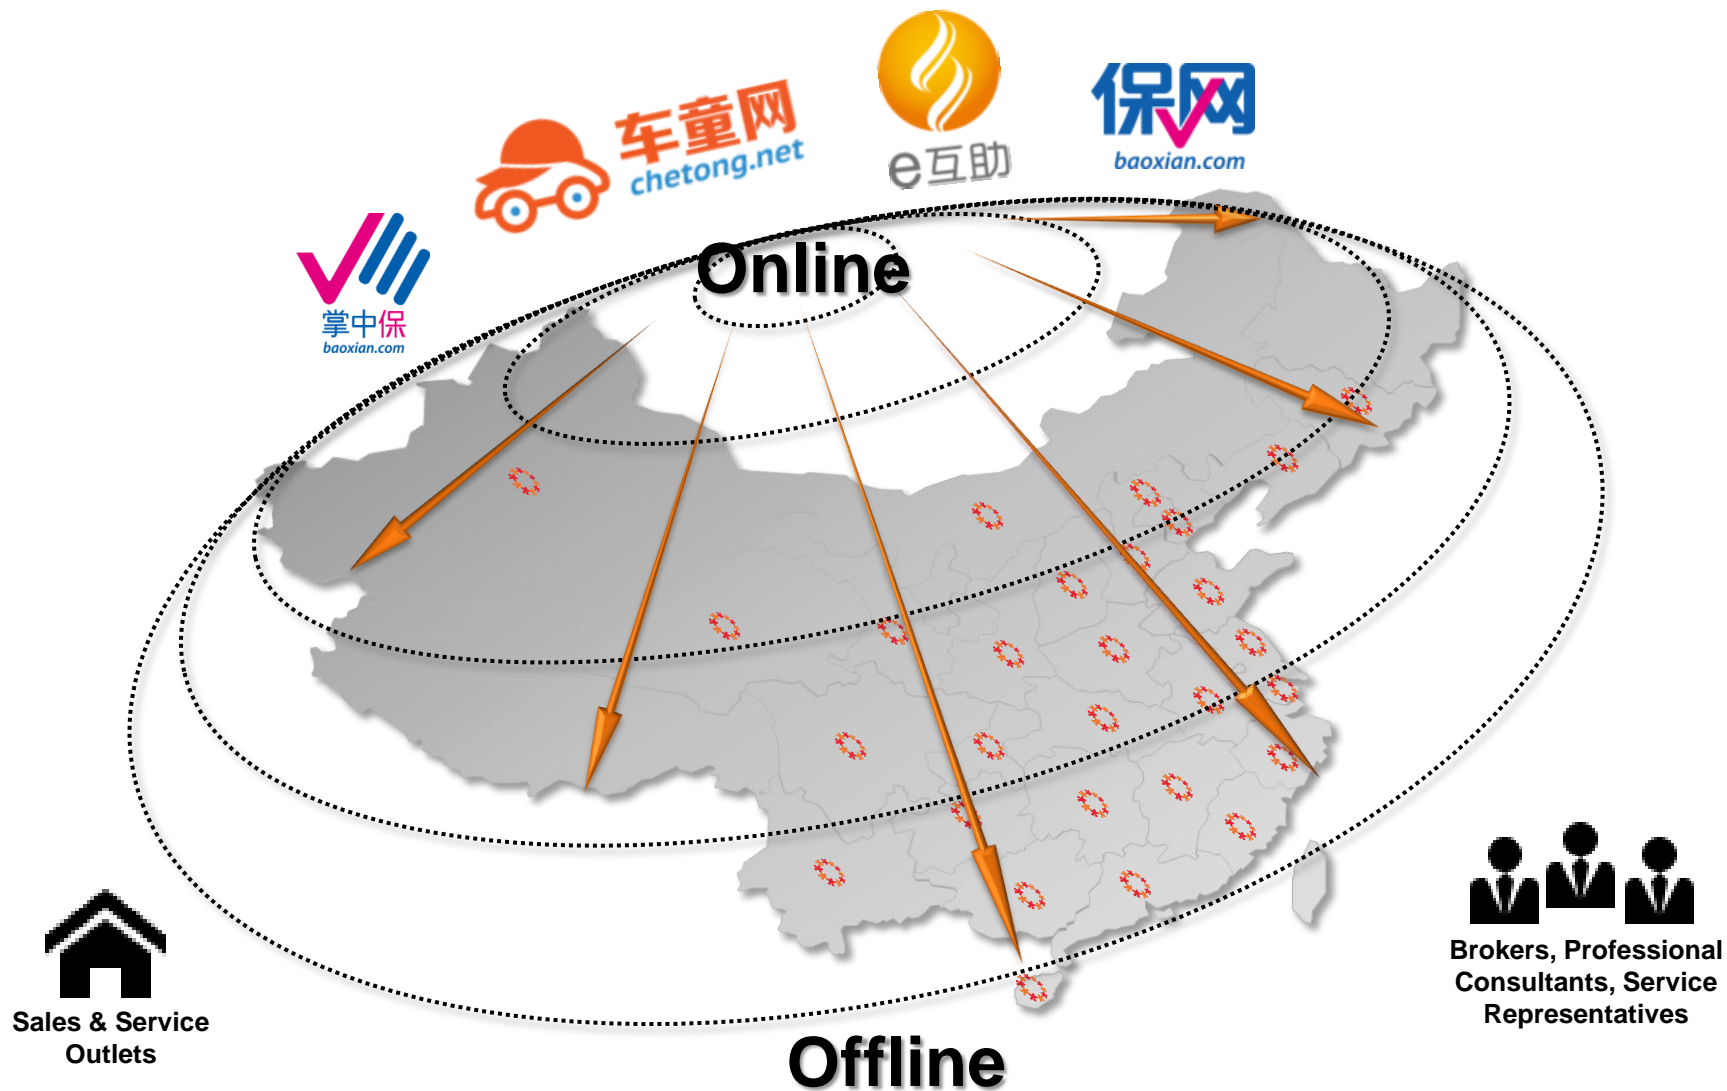 车童网
chetong.net
e互助
保网
baoxian.com
掌中保
baoxian.com
Online
Sales & Service
Outlets
Brokers, Professional
Consultants, Service
Representatives
Offline